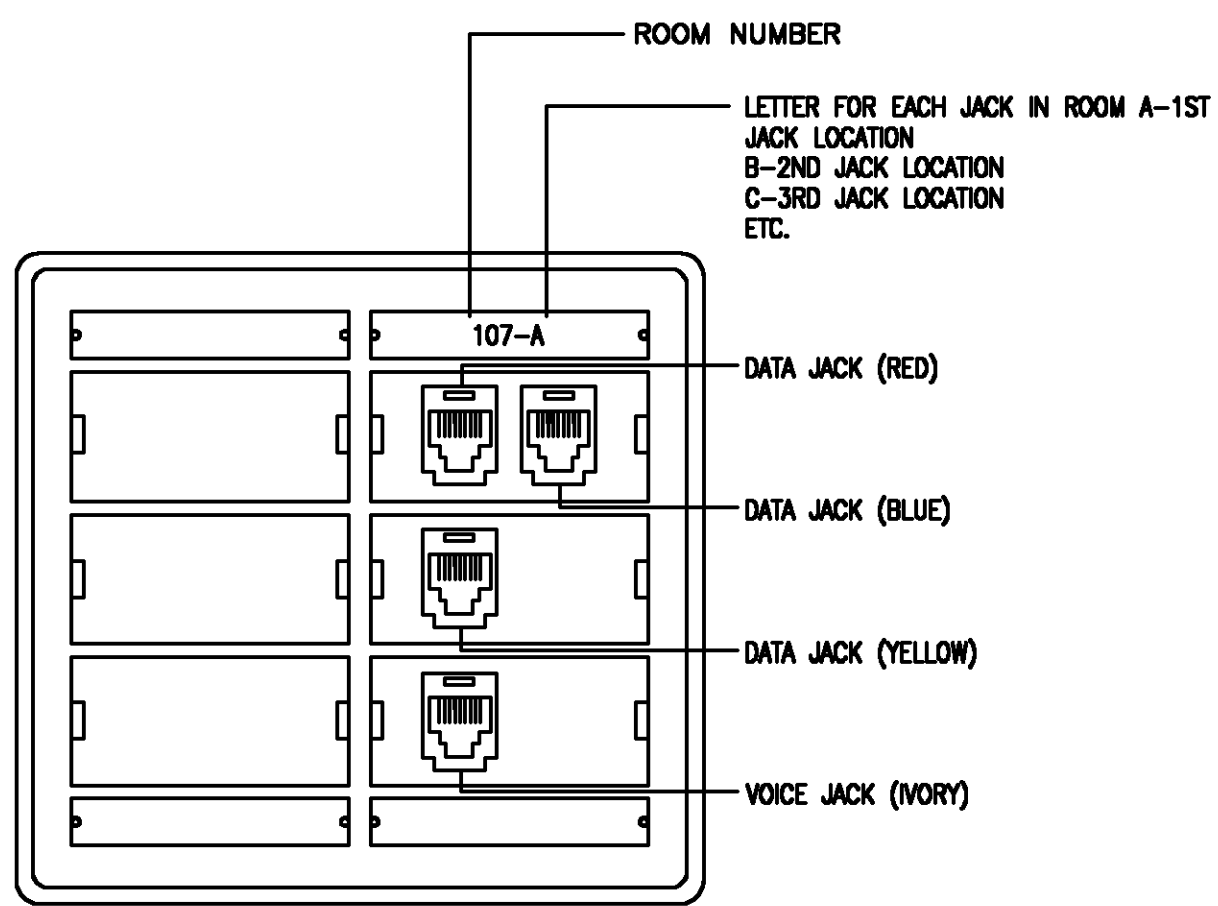 ROOM NUMBER
LETTER FOR EACH JACK IN ROOM A-1ST
JACK LOCATION
B-2ND JACK LOCATION
C-3RD JACK LOCATION
ETC.
107-A
DATA JACK (RED)
DATA JACK (BLUE)
DATA JACK (YELLOW)
VOICE JACK (IVORY)